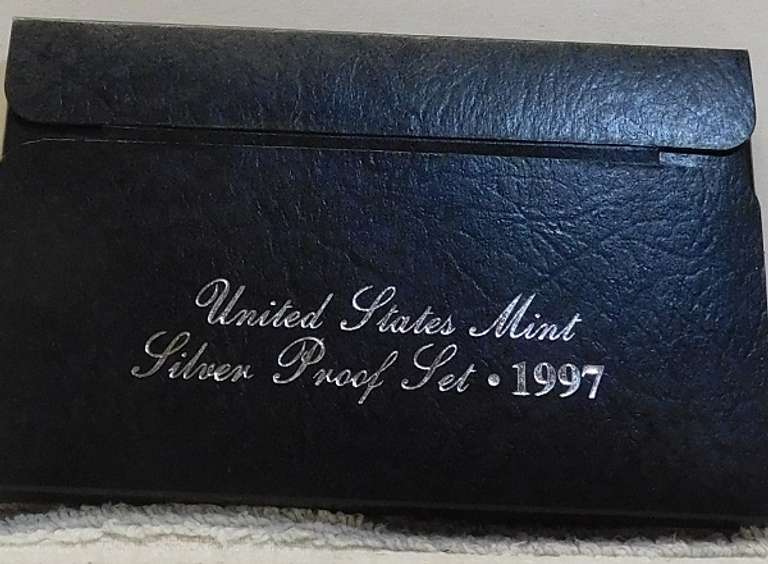 United States Mint
Silver Proof Set • 1997